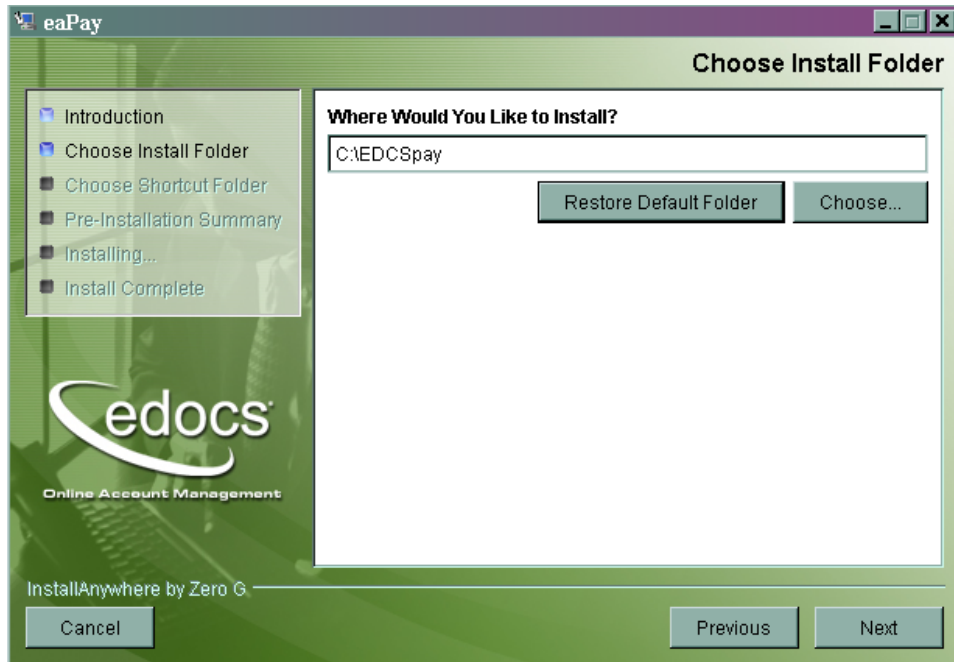 eaPay
Choose Install Folder
Introduction
Choose Install Folder
Choose Shortcut Folder
Pre-Installation Summary
Installing...
Install Complete
Where Would You Like to Install?
C:\EDCSpay
Restore Default Folder
Choose...
edocs
Online Account Management
InstallAnywhere by Zero G
Cancel
Previous
Next